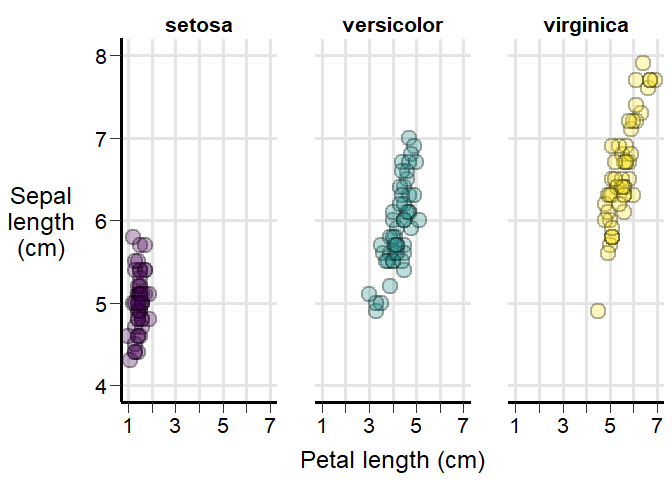 setosa
versicolor
virginica
8
7
6
5
4
Sepal
length
(cm)
1 3 5 7
1 3 5 7
1 3 5 7
Petal length (cm)